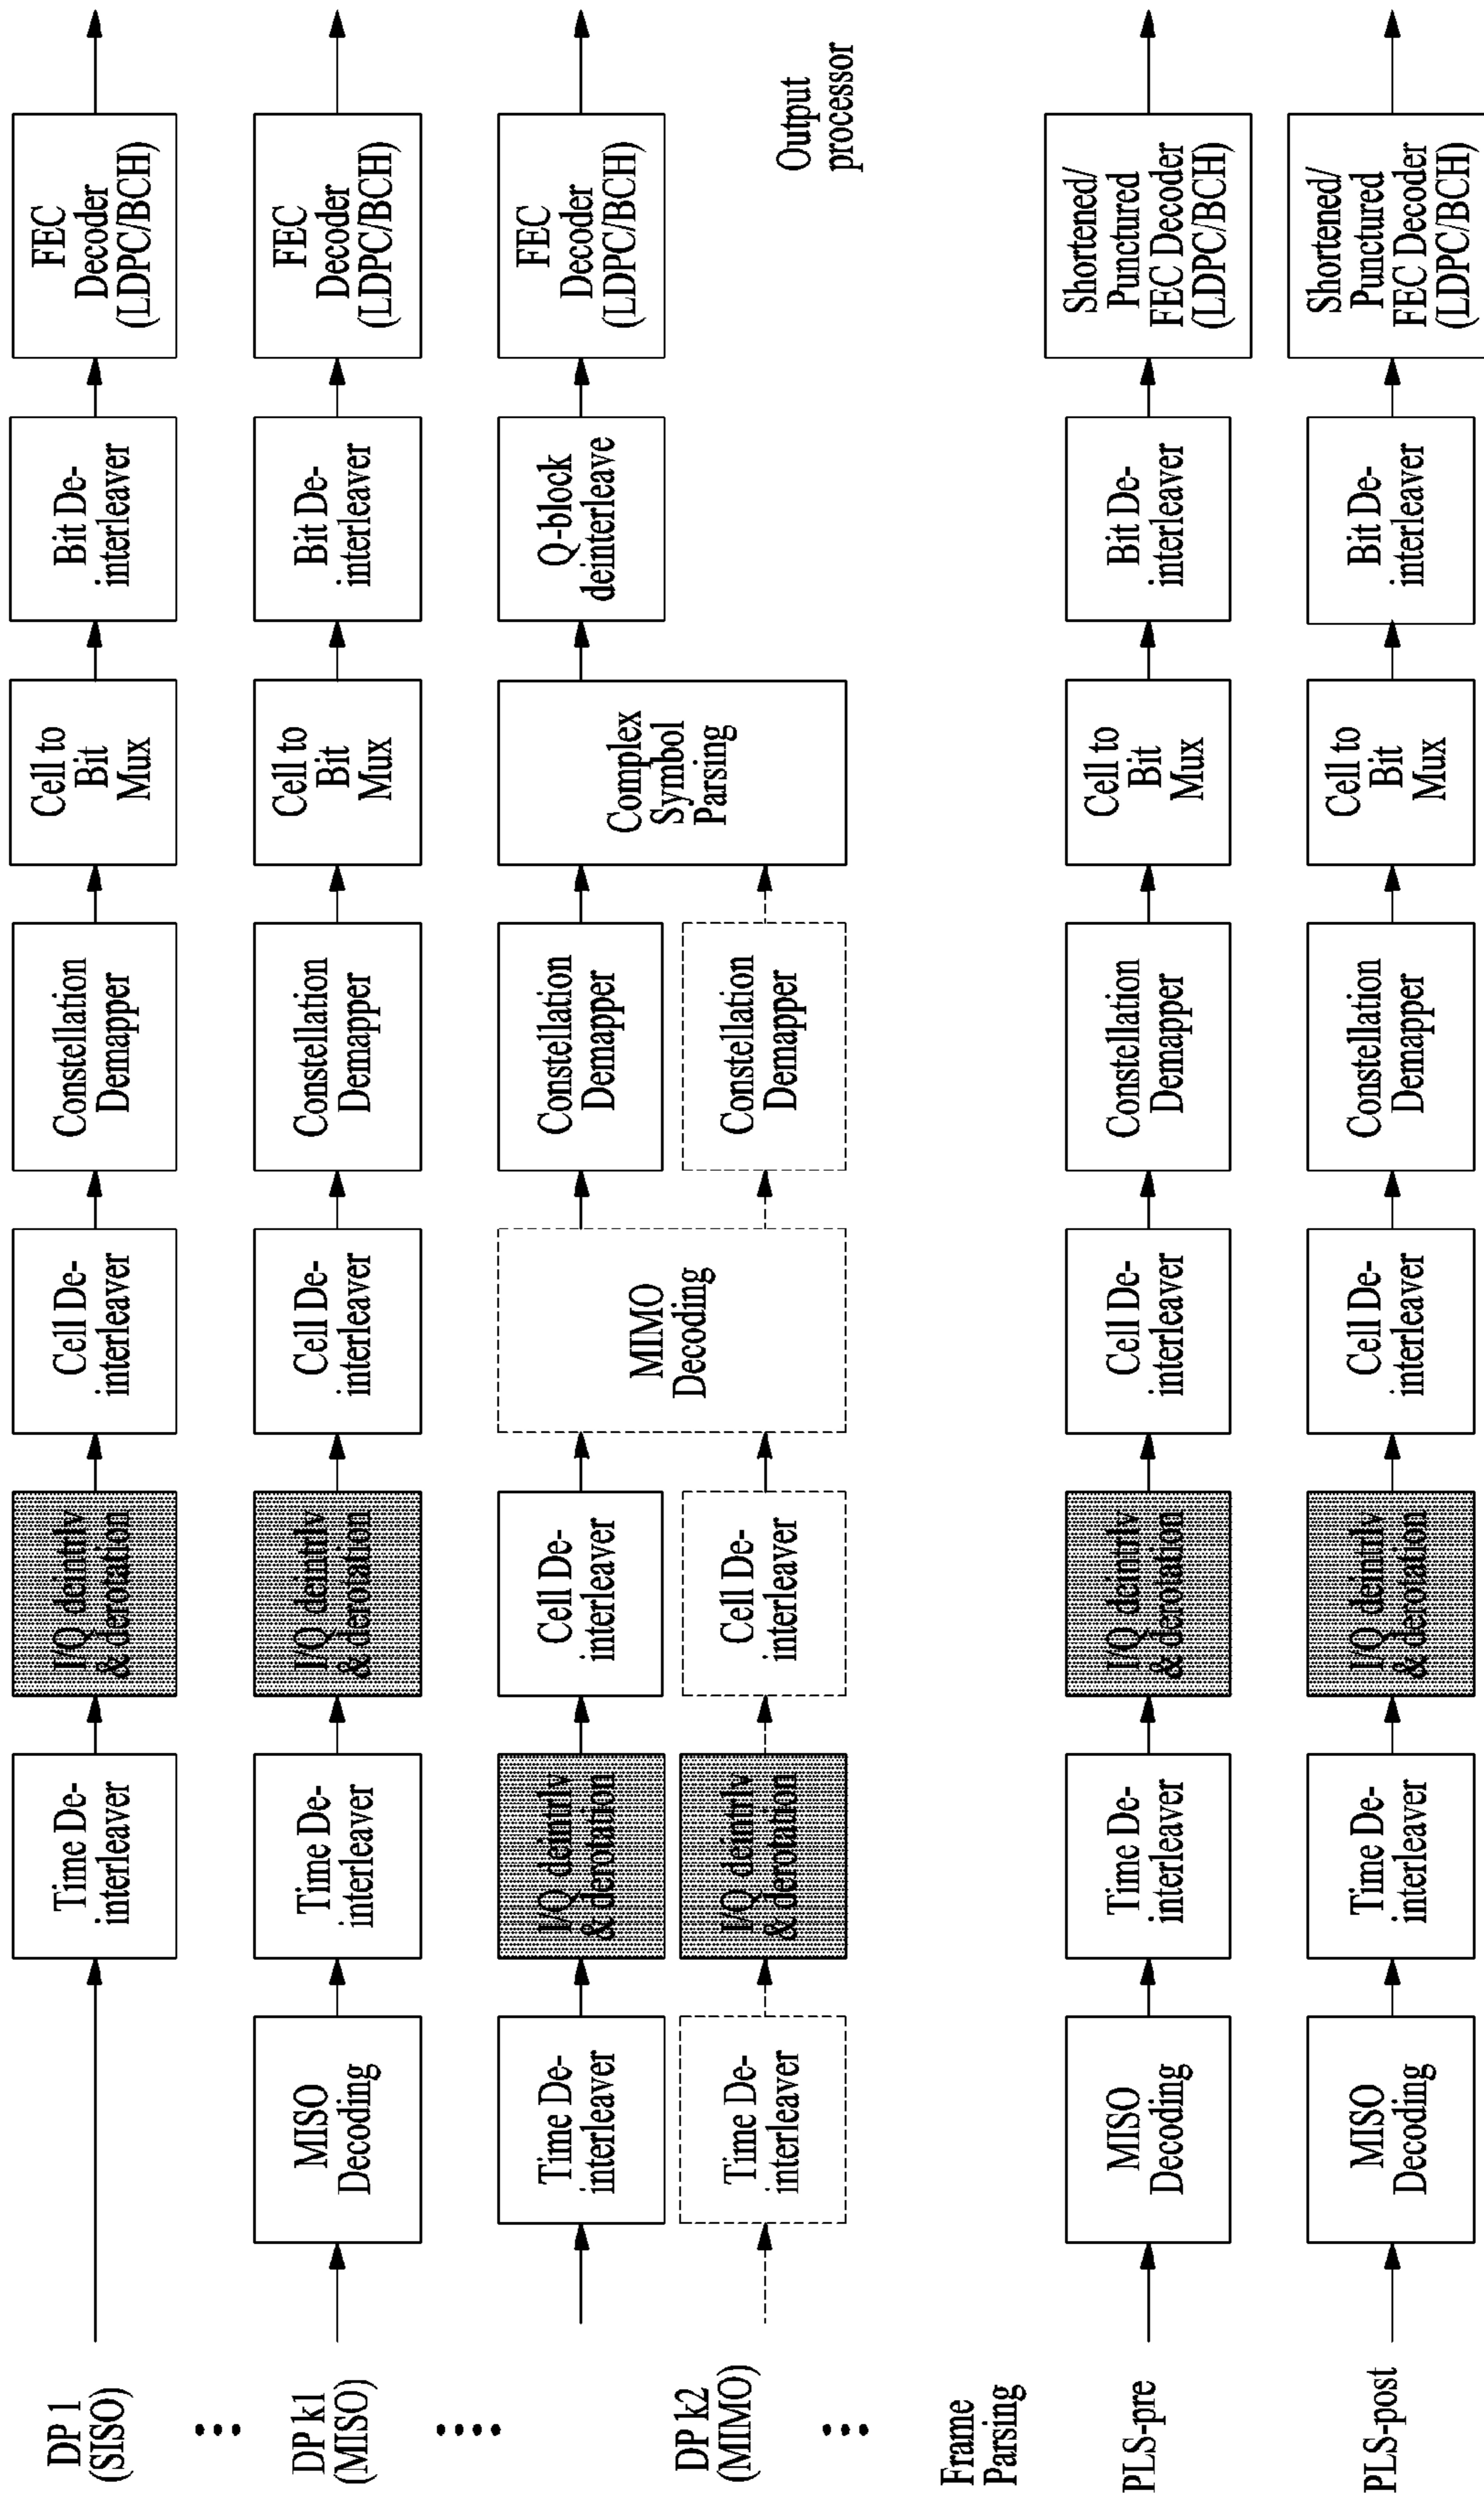 DP 1
(SISO)
Time De-
interleaver
I/Q deintrlv
& derotation
Cell De-
interleaver
Constellation
Demapper
Cell to
Bit
Mux
Bit De-
interleaver
FEC
Decoder
(LDPC/BCH)
DP k1
(MISO)
MISO
Decoding
Time De-
interleaver
I/Q deintrlv
& derotation
Cell De-
interleaver
Constellation
Demapper
Cell to
Bit
Mux
Bit De-
interleaver
FEC
Decoder
(LDPC/BCH)
DP k2
(MIMO)
Time De-
interleaver
I/Q deintrlv
& derotation
Cell De-
interleaver
Time De-
interleaver
I/Q deintrlv
& derotation
Cell De-
interleaver
MIMO
Decoding
Constellation
Demapper
Constellation
Demapper
Complex
Symbol
Parsing
Q-block
deinterleave
FEC
Decoder
(LDPC/BCH)
Output
processor
Frame
Parsing
PLS-pre
MISO
Decoding
Time De-
interleaver
I/Q deintrlv
& derotation
Cell De-
interleaver
Constellation
Demapper
Cell to
Bit
Mux
Bit De-
interleaver
Shortened/
Punctured
FEC Decoder
(LDPC/BCH)
PLS-post
MISO
Decoding
Time De-
interleaver
I/Q deintrlv
& derotation
Cell De-
interleaver
Constellation
Demapper
Cell to
Bit
Mux
Bit De-
interleaver
Shortened/
Punctured
FEC Decoder
(LDPC/BCH)